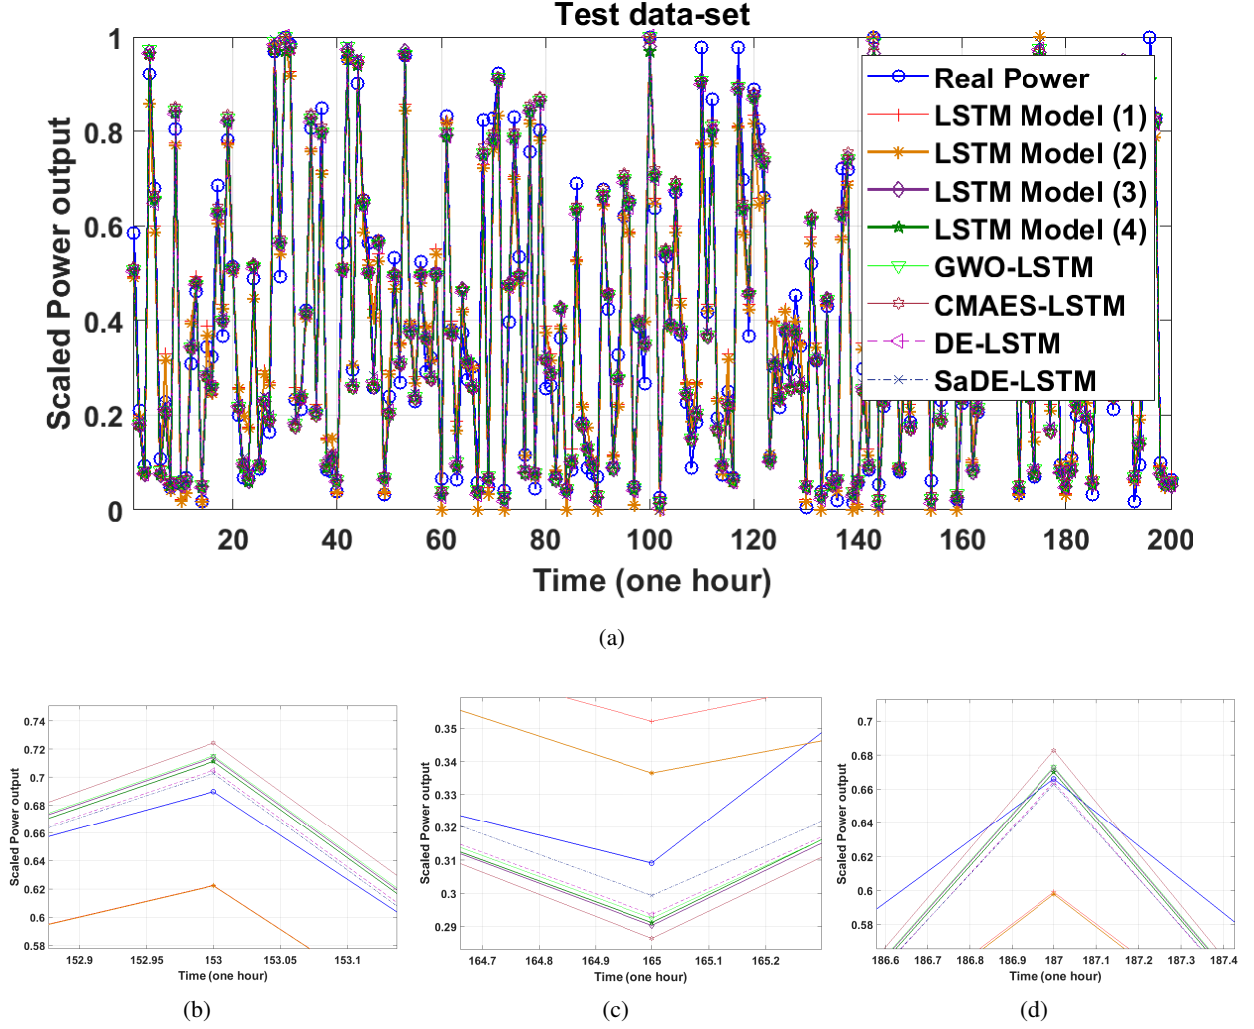 Test data-set
1
0.8
0.6
0.4
0.2
0
Scaled Power output
20 40 60 80 100 120 140 160 180 200
Time (one hour)
Real Power
LSTM Model (1)
LSTM Model (2)
LSTM Model (3)
LSTM Model (4)
GWO-LSTM
CMAES-LSTM
DE-LSTM
SaDE-LSTM
(a)
0.74
0.72
0.7
0.68
0.66
0.64
0.62
0.6
0.58
Scaled Power output
152.9 152.95 153 153.05 153.1
Time (one hour)
(b)
0.35
0.34
0.33
0.32
0.31
0.3
0.29
Scaled Power output
164.7 164.8 164.9 165 165.1 165.2
Time (one hour)
(c)
0.7
0.68
0.66
0.64
0.62
0.6
0.58
Scaled Power output
186.6 186.7 186.8 186.9 187 187.1 187.2 187.3 187.4
Time (one hour)
(d)